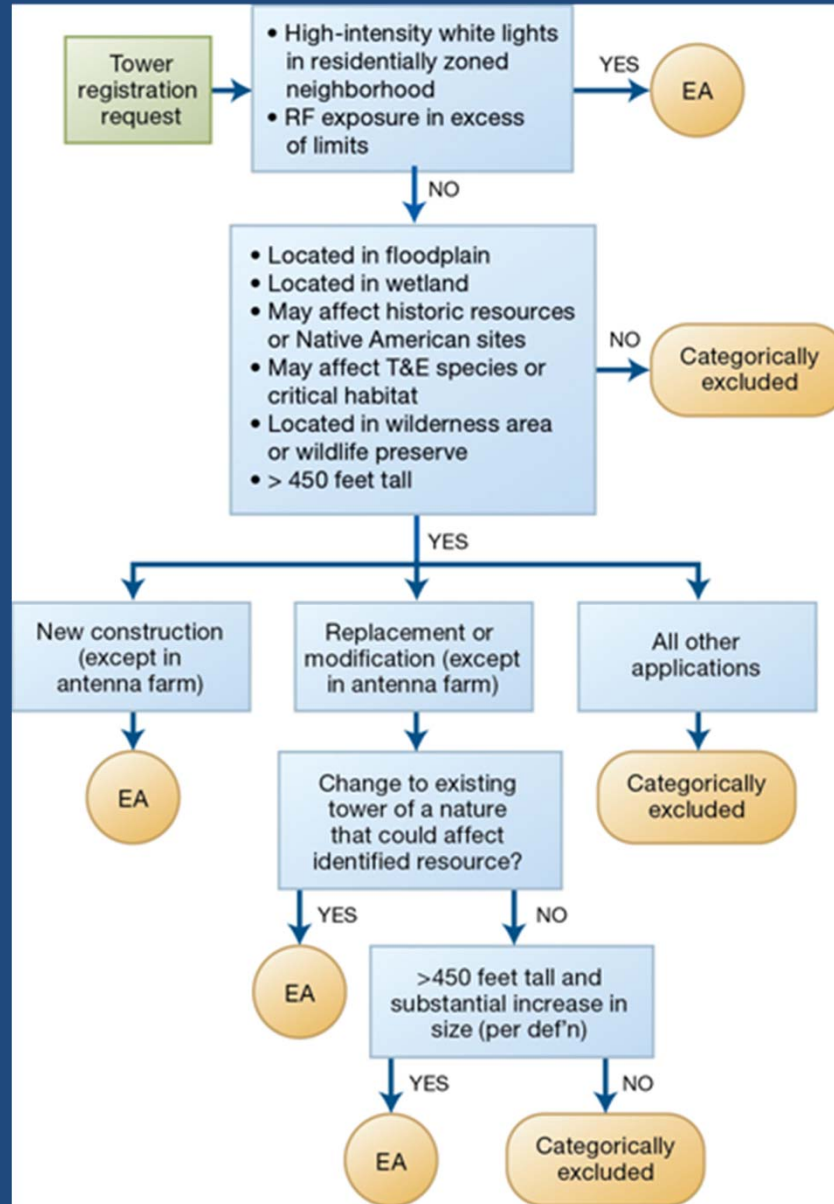 Tower
registration
request
• High-intensity white lights
in residentially zoned
neighborhood
• RF exposure in excess
of limits
YES
EA
NO
• Located in floodplain
• Located in wetland
• May affect historic resources
or Native American sites
• May affect T&E species or
critical habitat
• Located in wilderness area
or wildlife preserve
• > 450 feet tall
NO
Categorically
excluded
YES
New construction
(except in
antenna farm)
Replacement or
modification (except
in antenna farm)
All other
applications
EA
Change to existing
tower of a nature
that could affect
identified resource?
Categorically
excluded
YES
NO
EA
>450 feet tall and
substantial increase in
size (per def'n)
YES
NO
EA
Categorically
excluded